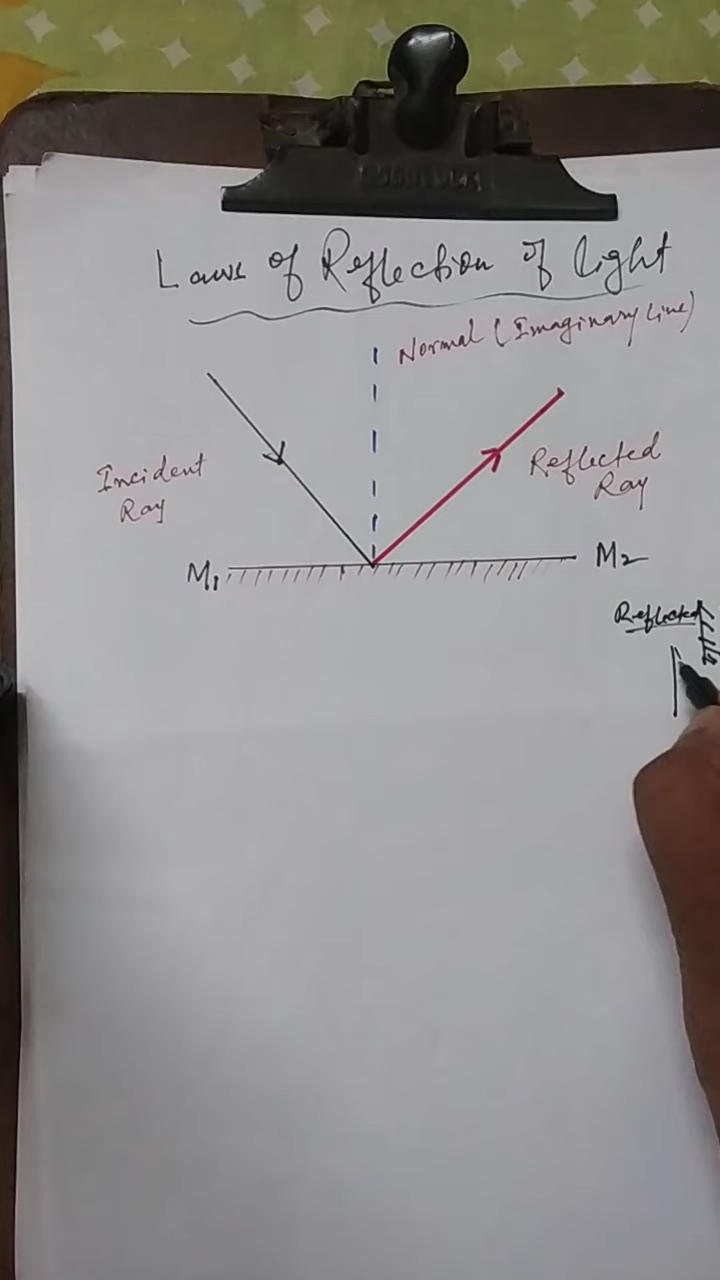 Laws of Reflection of light
Normal (Imaginary Line)
Incident
Ray
Reflected
Ray
M1
M2
Reflected